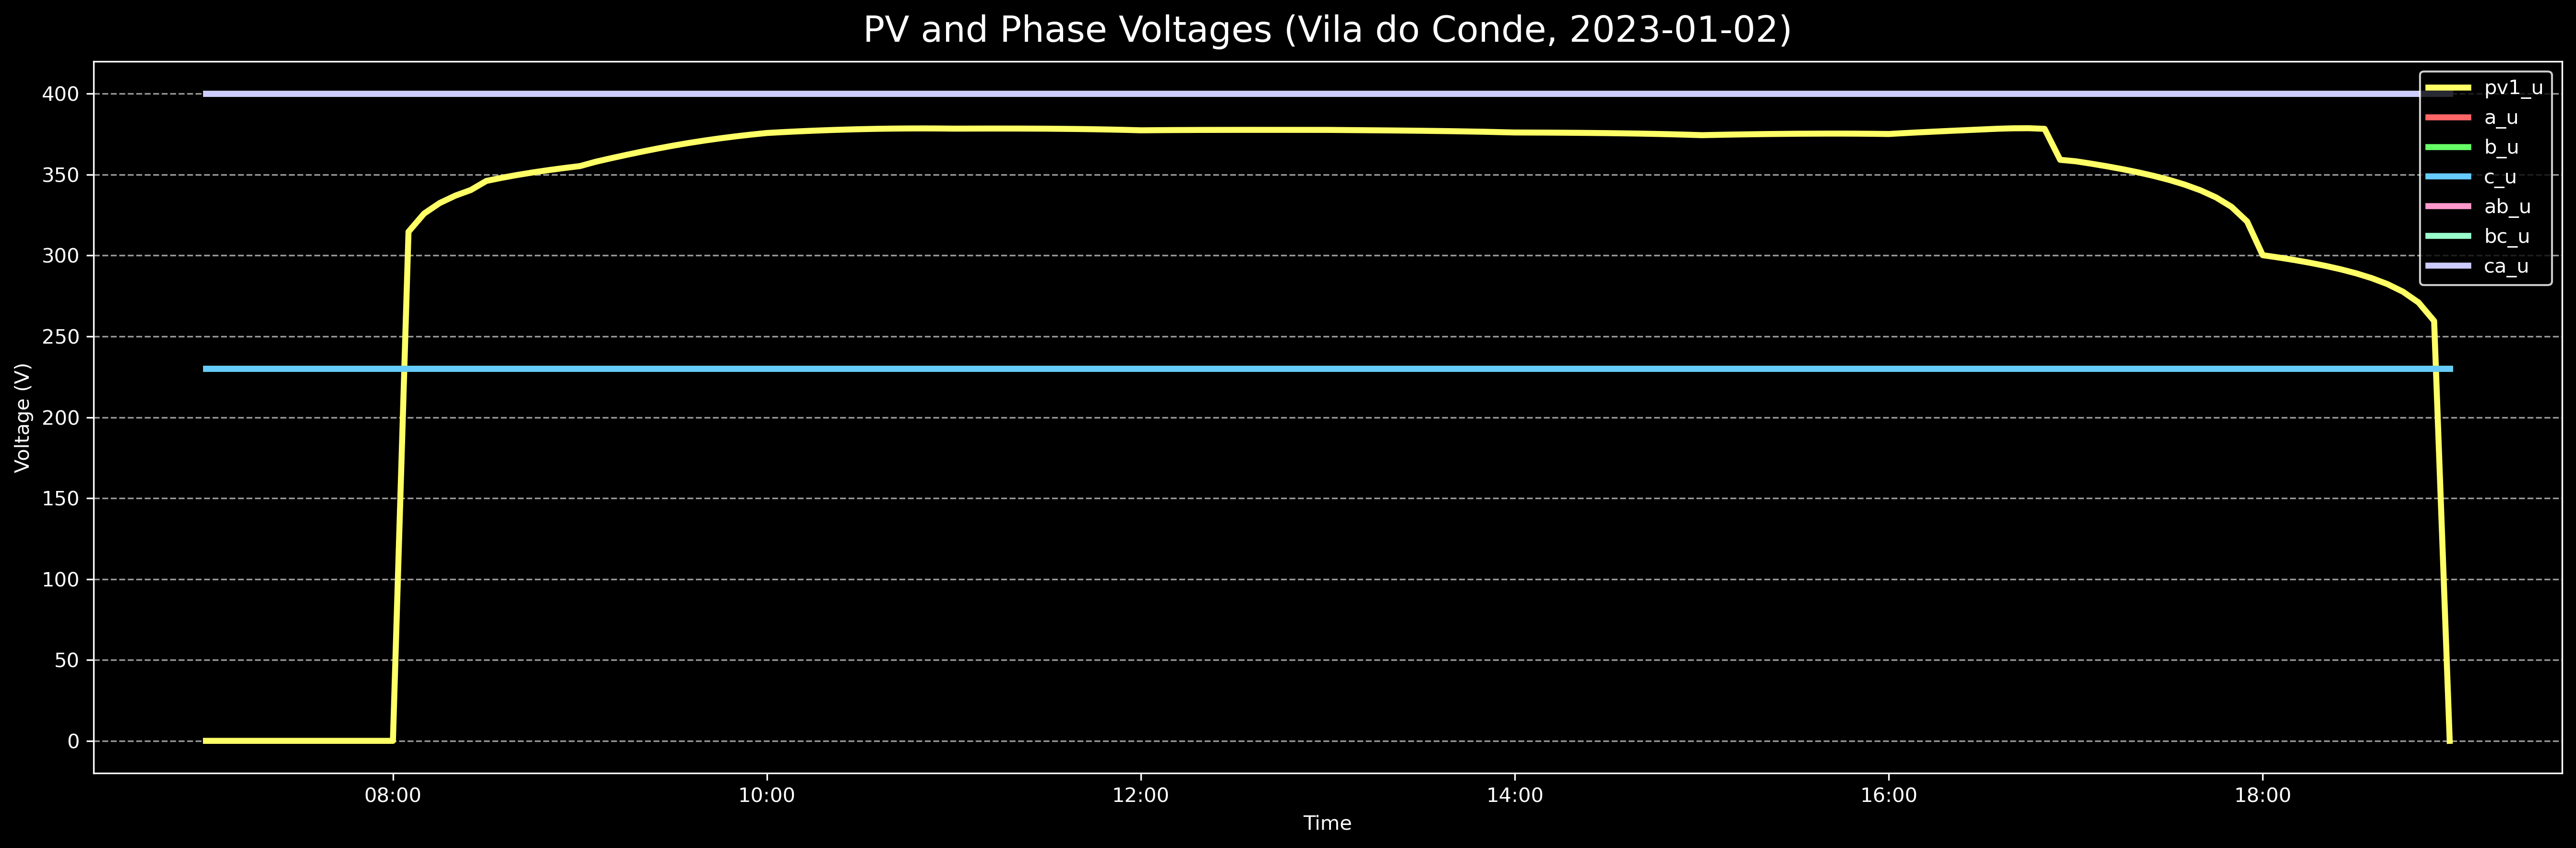 PV and Phase Voltages (Vila do Conde, 2023-01-02)
Voltage (V)
400
350
300
250
200
150
100
50
0
pv1_u
a_u
b_u
c_u
ab_u
bc_u
ca_u
08:00 10:00 12:00 14:00 16:00 18:00
Time